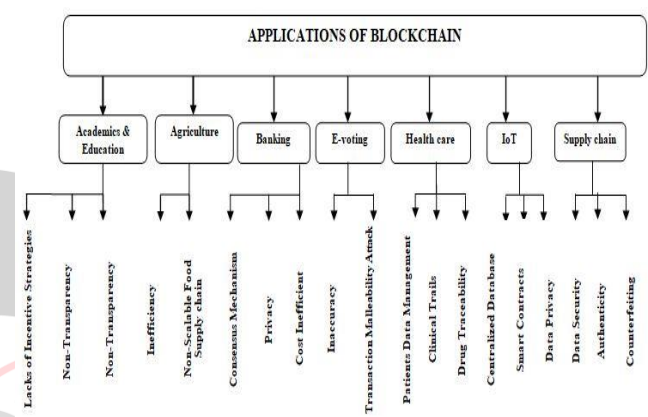 APPLICATIONS OF BLOCKCHAIN
Academics &
Education
Agriculture
Banking
E-voting
Health care
IoT
Supply chain
Lacks of Incentive Strategies
Non-Transparency
Non-Transparency
Inefficiency
Non-Scalable Food
Supply chain
Consensus Mechanism
Privacy
Cost Inefficient
Inaccuracy
Transaction Malleability Attack
Patients Data Management
Clinical Trails
Drug Traceability
Centralized Database
Smart Contracts
Data Privacy
Data Security
Authenticity
Counterfeiting